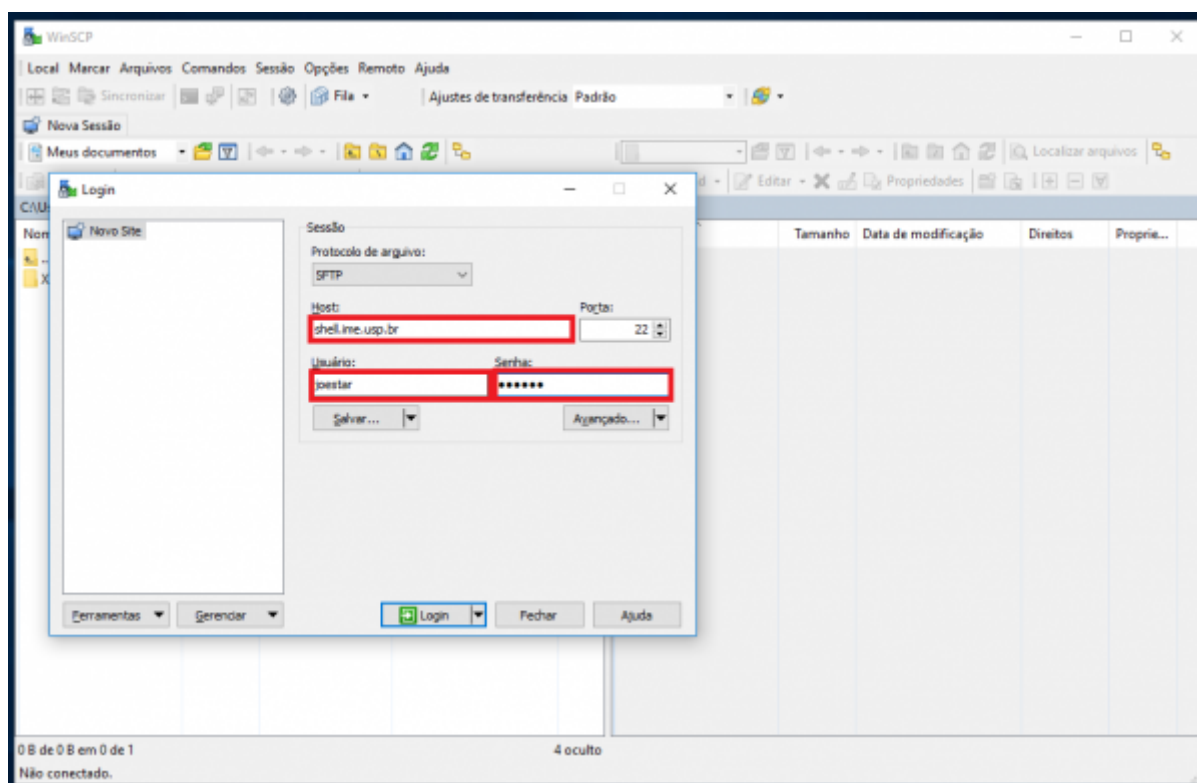 WinSCP
Local Marcar Arquivos Comandos Sessão Opções Remoto Ajuda
Sincronizar Fila Ajustes de transferência Padrão
Nova Sessão
Meus documentos Localizar arquivos
Editar Propriedades
Login
C:\U
Novo Site
Sessão
Tamanho Data de modificação Direitos Proprie...
Protocolo de arquivo:
SFTP
X
Host: Porta:
shell.ime.usp.br 22
Usuário: Senha:
joestar ••••••
Salvar... Avançado...
Ferramentas Gerenciar Login Fechar Ajuda
0 B de 0 B em 0 de 1 4 oculto
Não conectado.